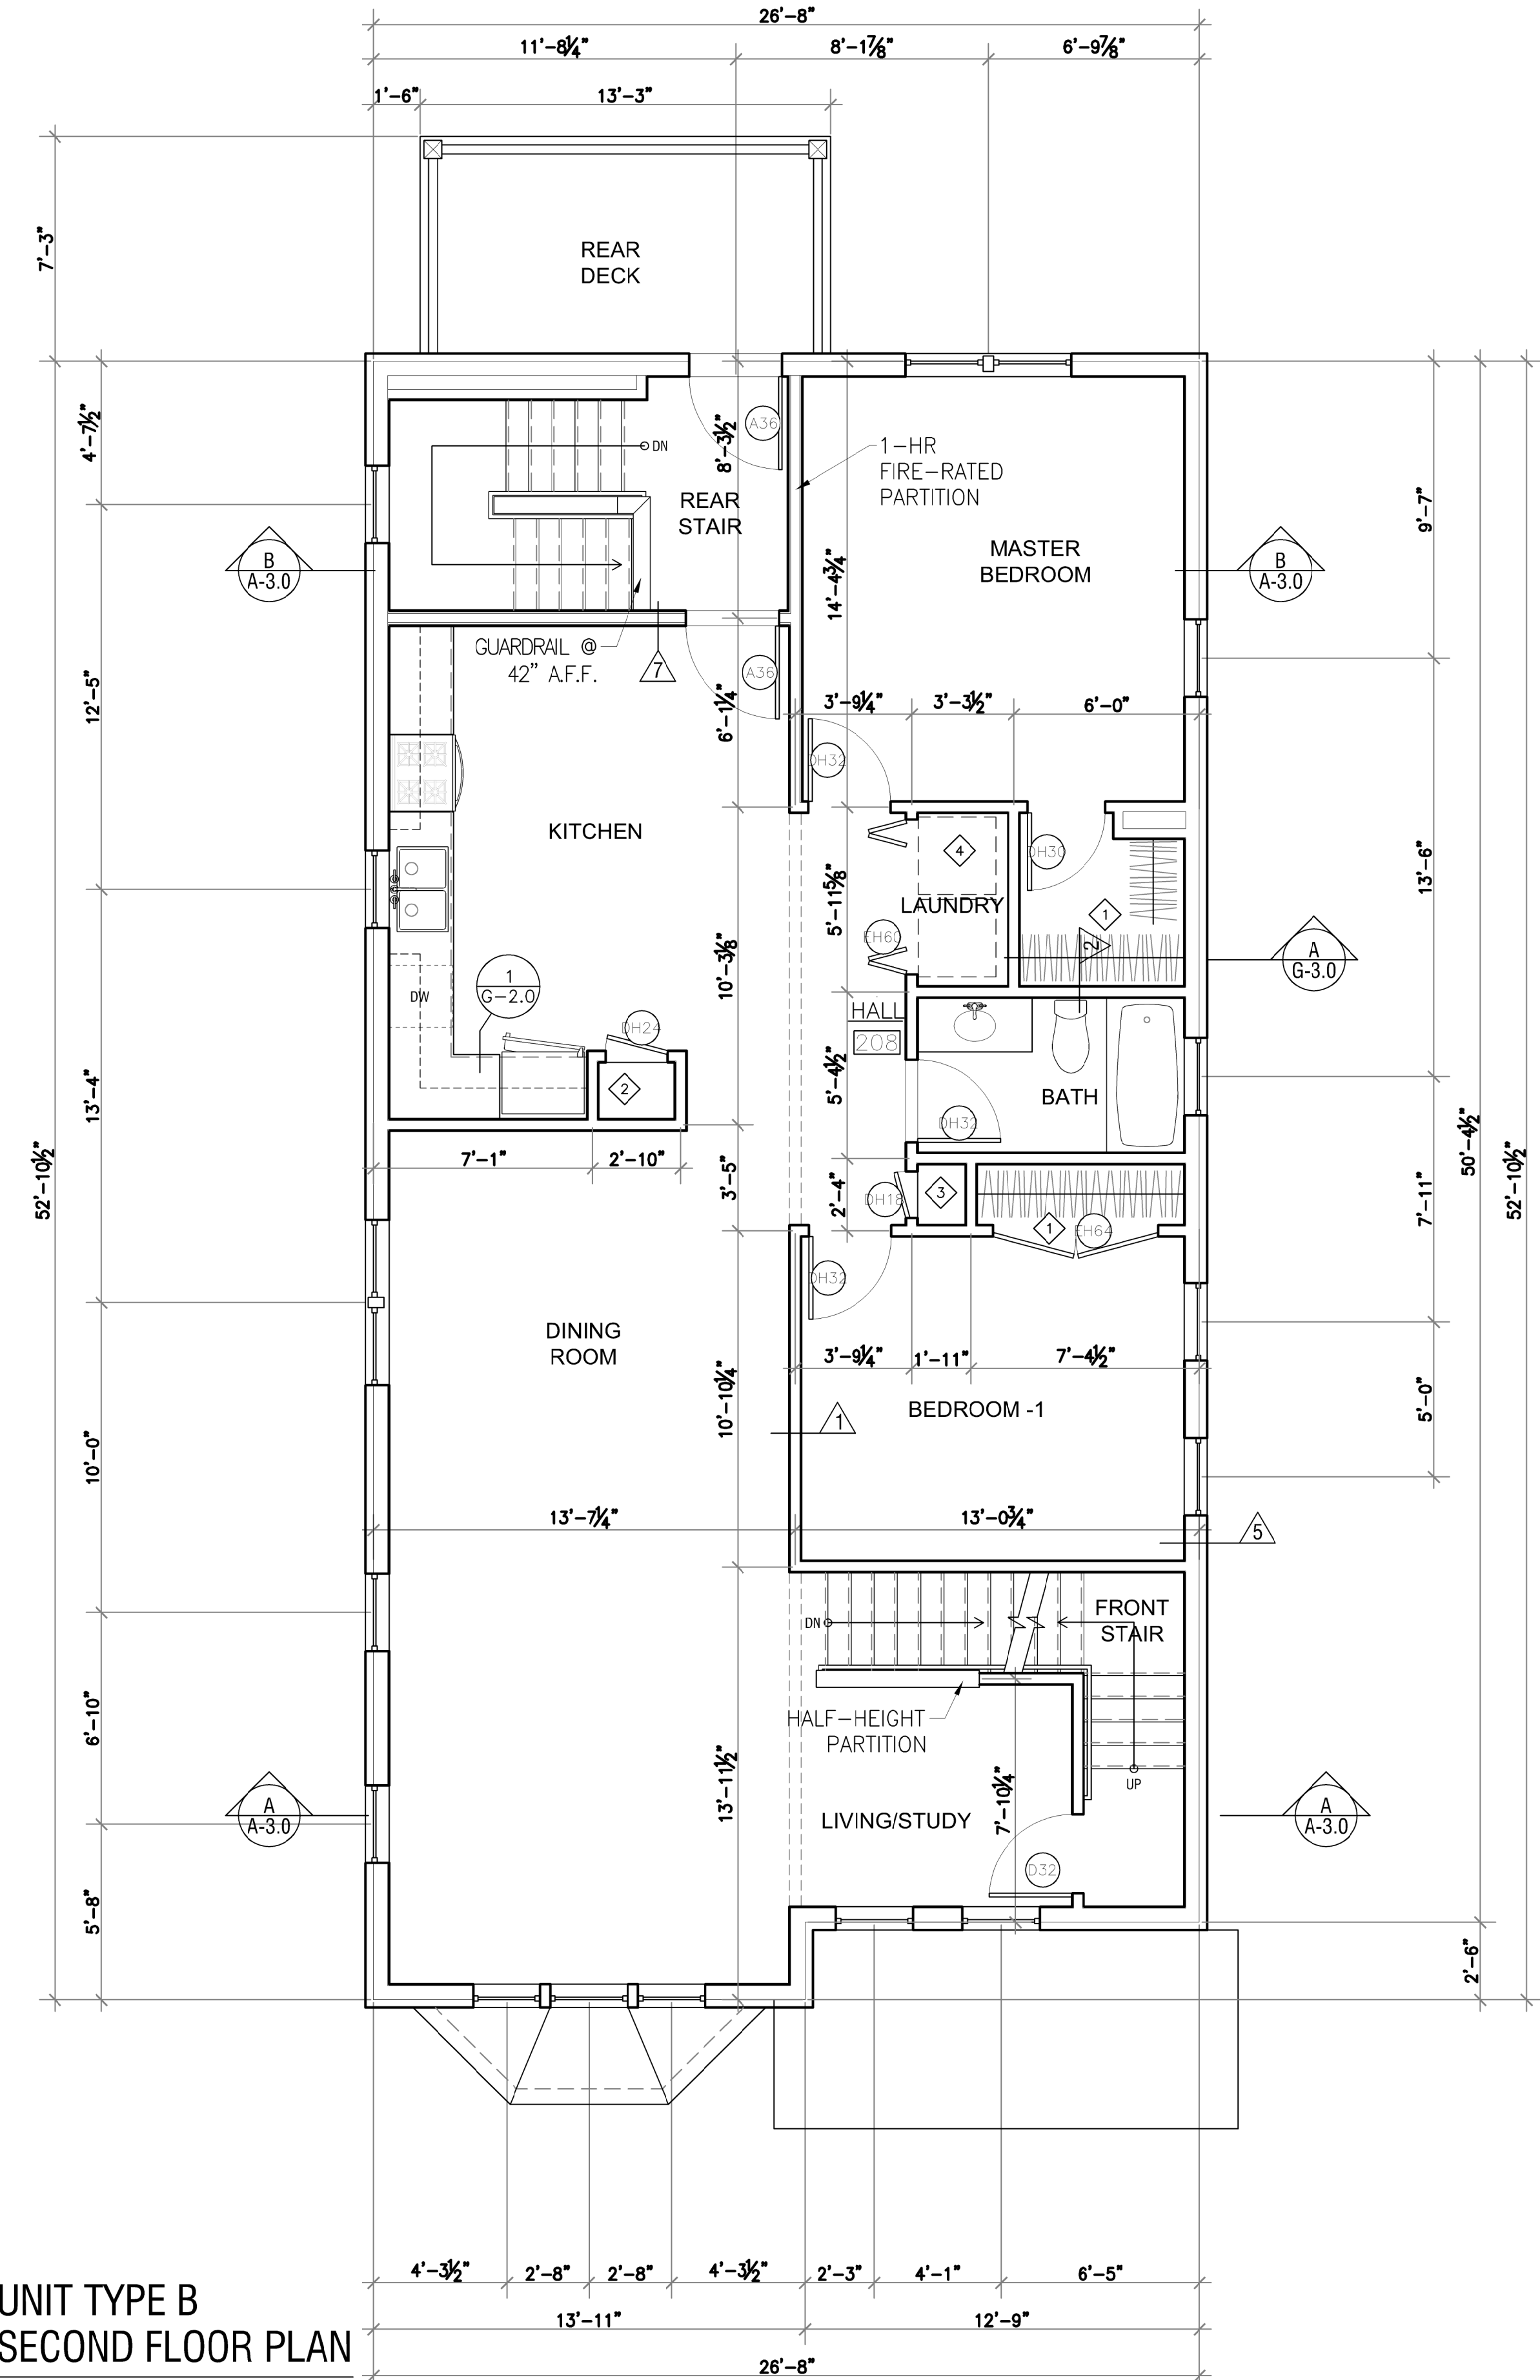 26'-8"
11'-8¼" 8'-1⅞" 6'-9⅞"
1'-6" 13'-3"
7'-3"
REAR
DECK
4'-7½"
8'-3½"
A36
DN
1-HR
FIRE-RATED
PARTITION
REAR
STAIR
9'-7"
MASTER
BEDROOM
B
A-3.0
B
A-3.0
14'-4¾"
GUARDRAIL @
42" A.F.F.
7
A36
12'-5"
6'-1¼"
3'-9¼" 3'-3½" 6'-0"
DH32
KITCHEN
4
DH30
13'-6"
5'-11⅝"
LAUNDRY
1
EH60
2
A
G-3.0
10'-3⅜"
1
G-2.0
DW
HALL
208
DH24
2
5'-4½"
BATH
DH32
13'-4"
52'-10½"
50'-4½"
52'-10½"
7'-1" 2'-10"
3'-5"
2'-4"
DH18
3
1
EH64
7'-11"
DH32
DINING
ROOM
3'-9¼" 1'-11" 7'-4½"
10'-10¼"
BEDROOM -1
1
5'-0"
10'-0"
13'-7¼" 13'-0¾"
5
FRONT
STAIR
DN
6'-10"
HALF-HEIGHT
PARTITION
13'-11½"
7'-10¼"
UP
LIVING/STUDY
A
A-3.0
A
A-3.0
D32
5'-8"
2'-6"
4'-3½" 2'-8" 2'-8" 4'-3½" 2'-3" 4'-1" 6'-5"
13'-11" 12'-9"
26'-8"
UNIT TYPE B
SECOND FLOOR PLAN